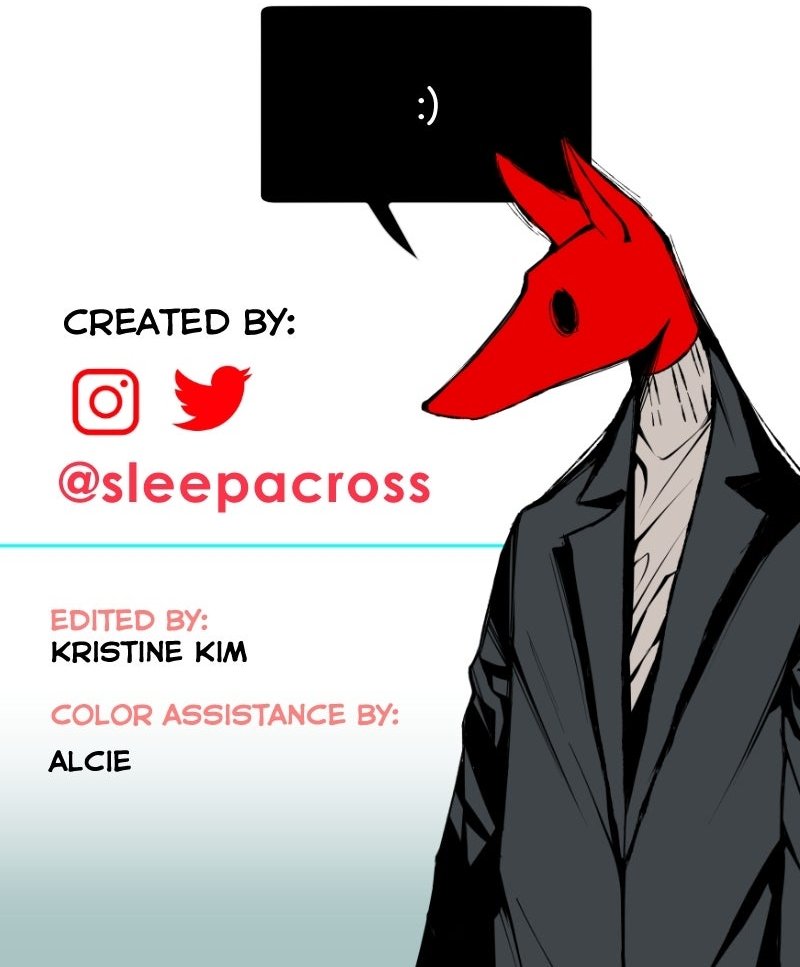 :)
CREATED BY:
@sleepacross
EDITED BY:
KRISTINE KIM
COLOR ASSISTANCE BY:
ALCIE